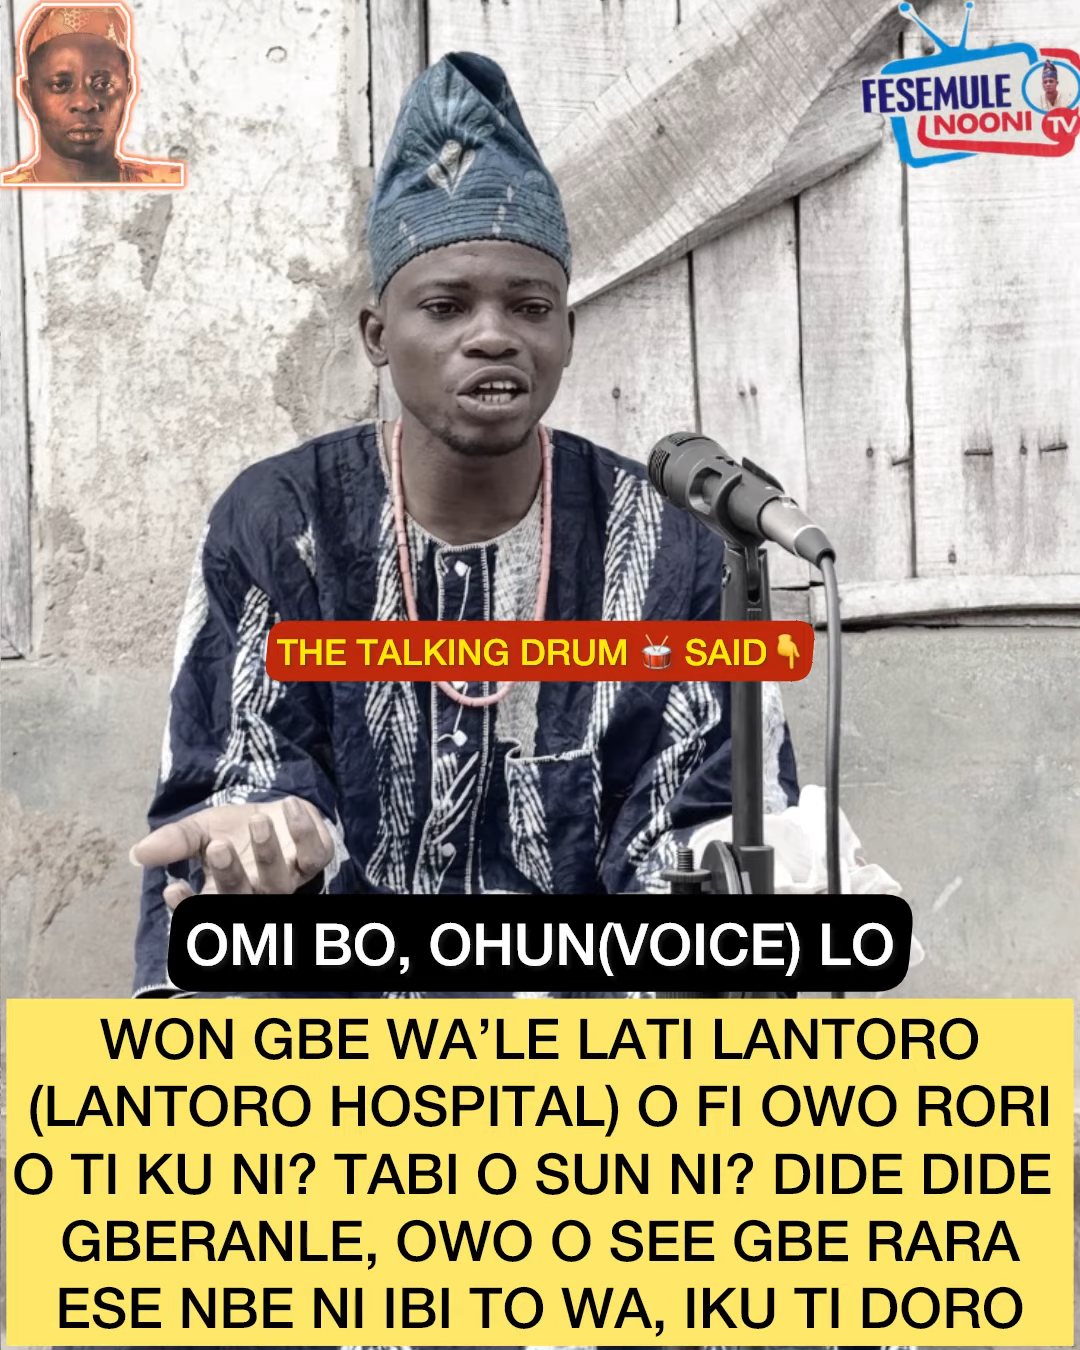 FESEMULE
NOONI
TV
THE TALKING DRUM 🥁 SAID👇
OMI BO, OHUN(VOICE) LO
WON GBE WA’LE LATI LANTORO
(LANTORO HOSPITAL) O FI OWO RORI
O TI KU NI? TABI O SUN NI? DIDE DIDE
GBERANLE, OWO O SEE GBE RARA
ESE NBE NI IBI TO WA, IKU TI DORO